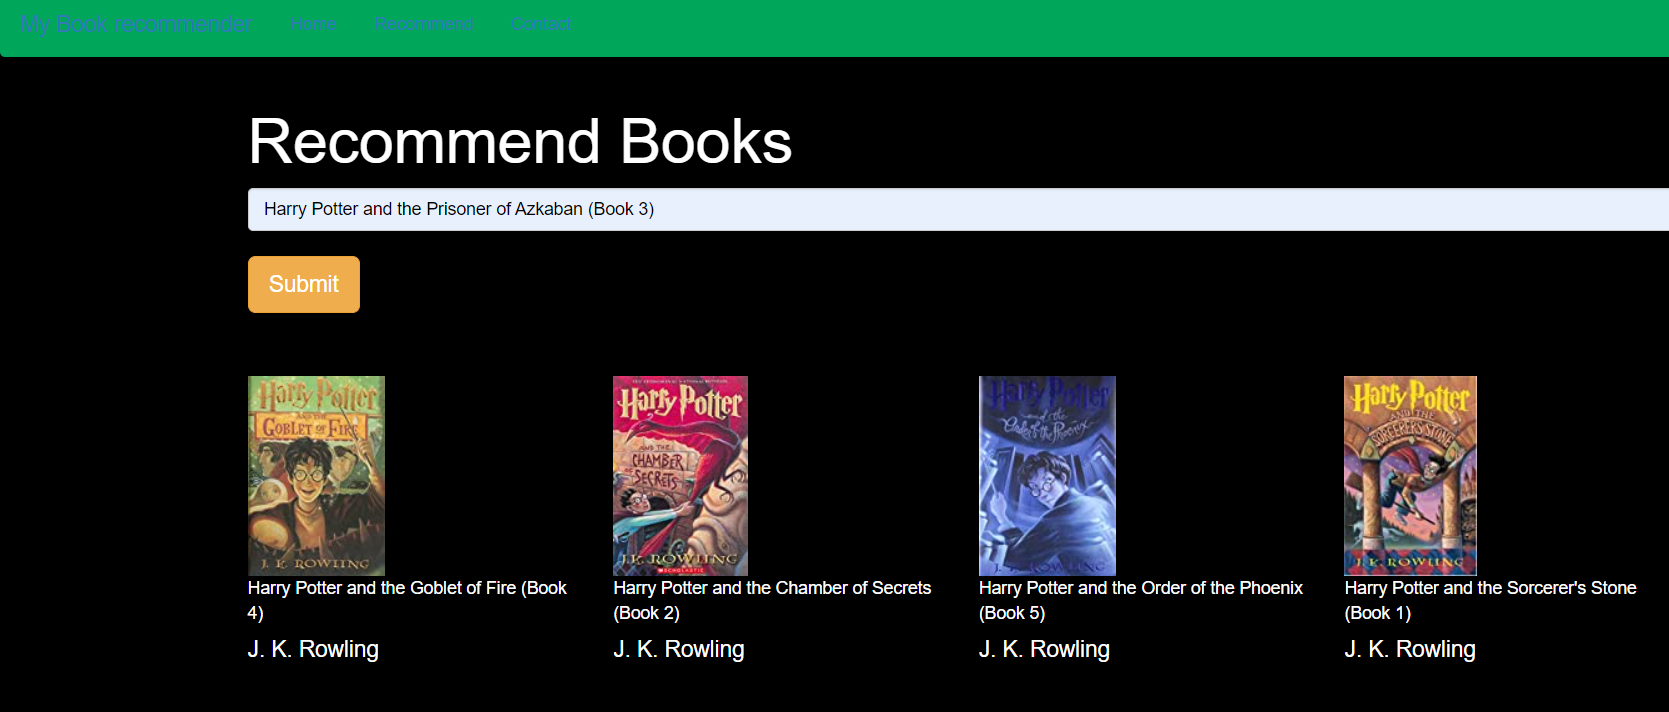 My Book recommender Home Recommend Contact
Recommend Books
Harry Potter and the Prisoner of Azkaban (Book 3)
Submit
Harry Potter
AND THE
GOBLET OF FIRE
J. K. ROWLING
Harry Potter and the Goblet of Fire (Book
4)
J. K. Rowling
Harry Potter
AND THE
CHAMBER
OF SECRETS
J.K. ROWLING
SCHOLASTIC
Harry Potter and the Chamber of Secrets
(Book 2)
J. K. Rowling
Harry Potter
and the
Order of the Phoenix
J. K. ROWLING
Harry Potter and the Order of the Phoenix
(Book 5)
J. K. Rowling
Harry Potter
AND THE
SORCERER'S STONE
J. K. ROWLING
Harry Potter and the Sorcerer's Stone
(Book 1)
J. K. Rowling